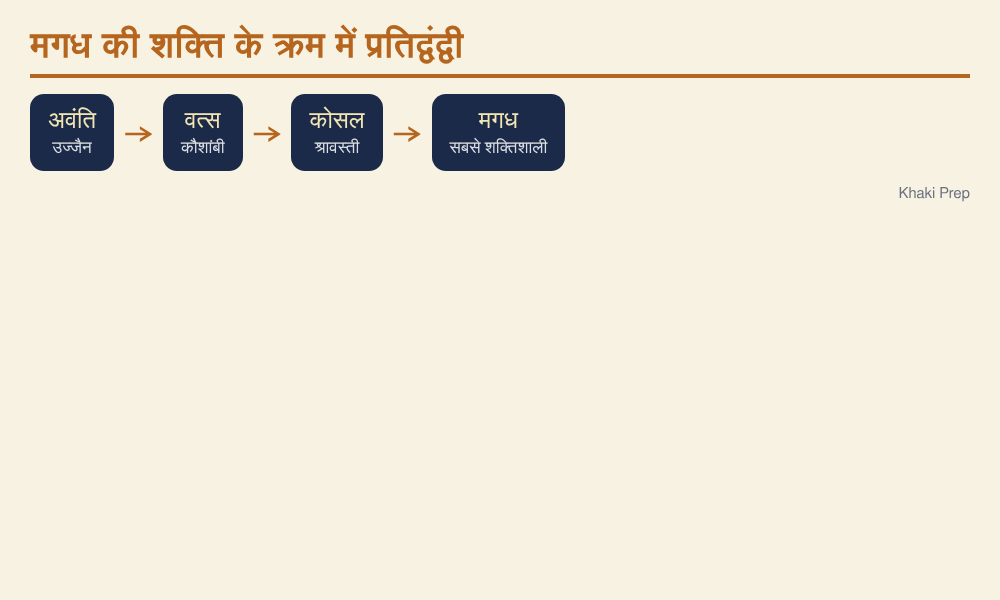 मगध की शक्ति के क्रम में प्रतिद्वंद्वी
अवंति → वत्स → कोसल → मगध
उज्जैन कौशांबी श्रावस्ती सबसे शक्तिशाली
Khaki Prep